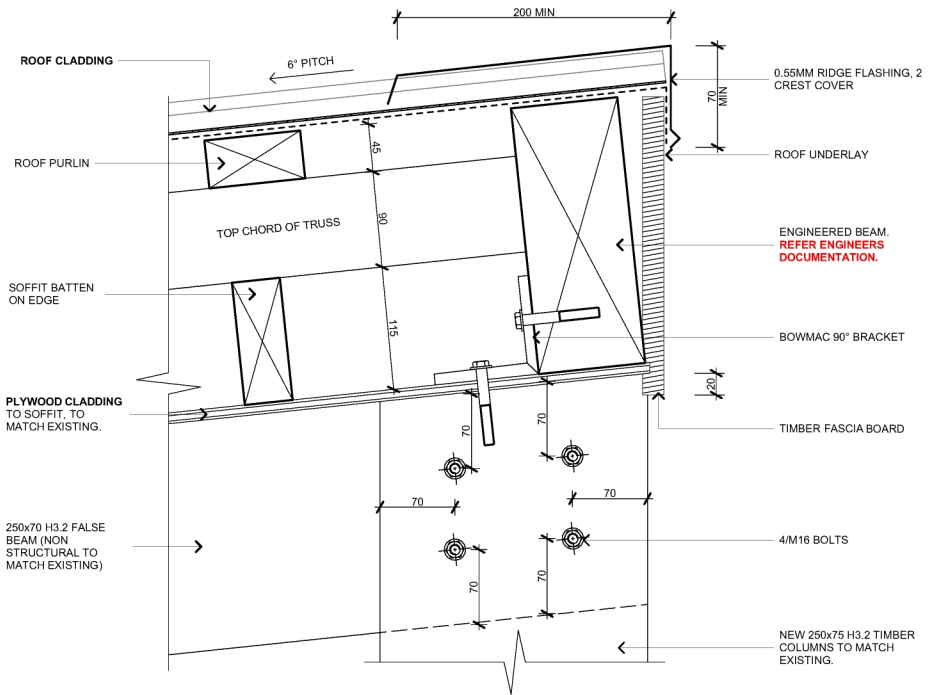 200 MIN
ROOF CLADDING
6° PITCH
0.55MM RIDGE FLASHING, 2
CREST COVER
70
MIN
45
ROOF PURLIN
ROOF UNDERLAY
TOP CHORD OF TRUSS
90
ENGINEERED BEAM.
REFER ENGINEERS
DOCUMENTATION.
SOFFIT BATTEN
ON EDGE
115
BOWMAC 90° BRACKET
20
PLYWOOD CLADDING
TO SOFFIT, TO
MATCH EXISTING.
70
70
TIMBER FASCIA BOARD
70
70
250x70 H3.2 FALSE
BEAM (NON
STRUCTURAL TO
MATCH EXISTING)
4/M16 BOLTS
70
70
NEW 250x75 H3.2 TIMBER
COLUMNS TO MATCH
EXISTING.